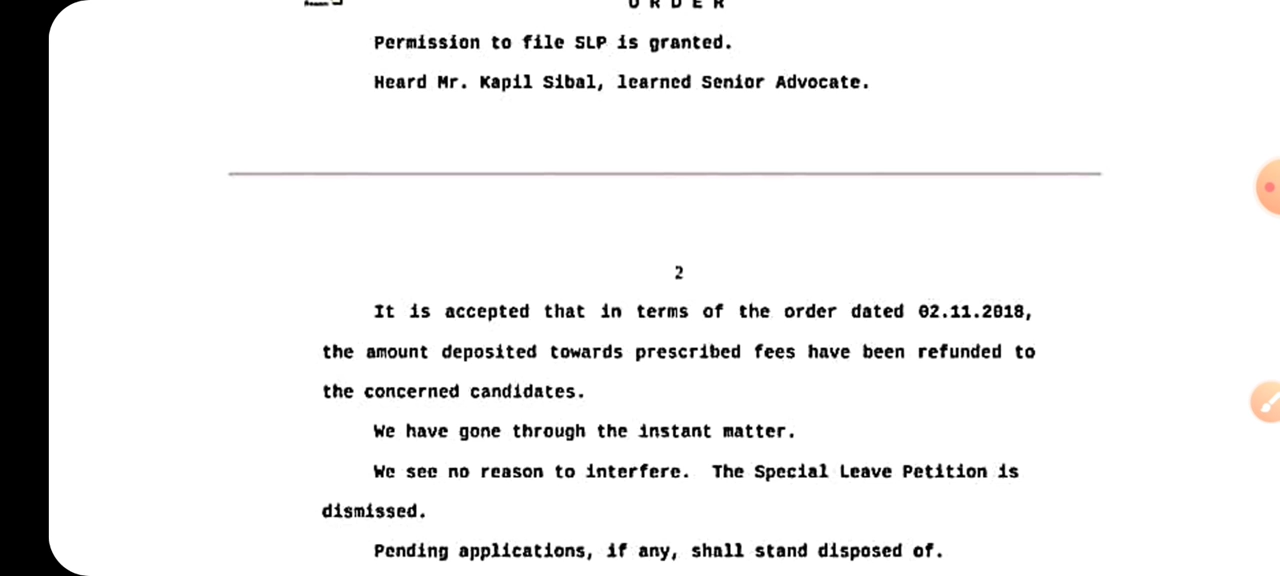 O R D E R
Permission to file SLP is granted.
Heard Mr. Kapil Sibal, learned Senior Advocate.
2
It is accepted that in terms of the order dated 02.11.2018,
the amount deposited towards prescribed fees have been refunded to
the concerned candidates.
We have gone through the instant matter.
We see no reason to interfere. The Special Leave Petition is
dismissed.
Pending applications, if any, shall stand disposed of.